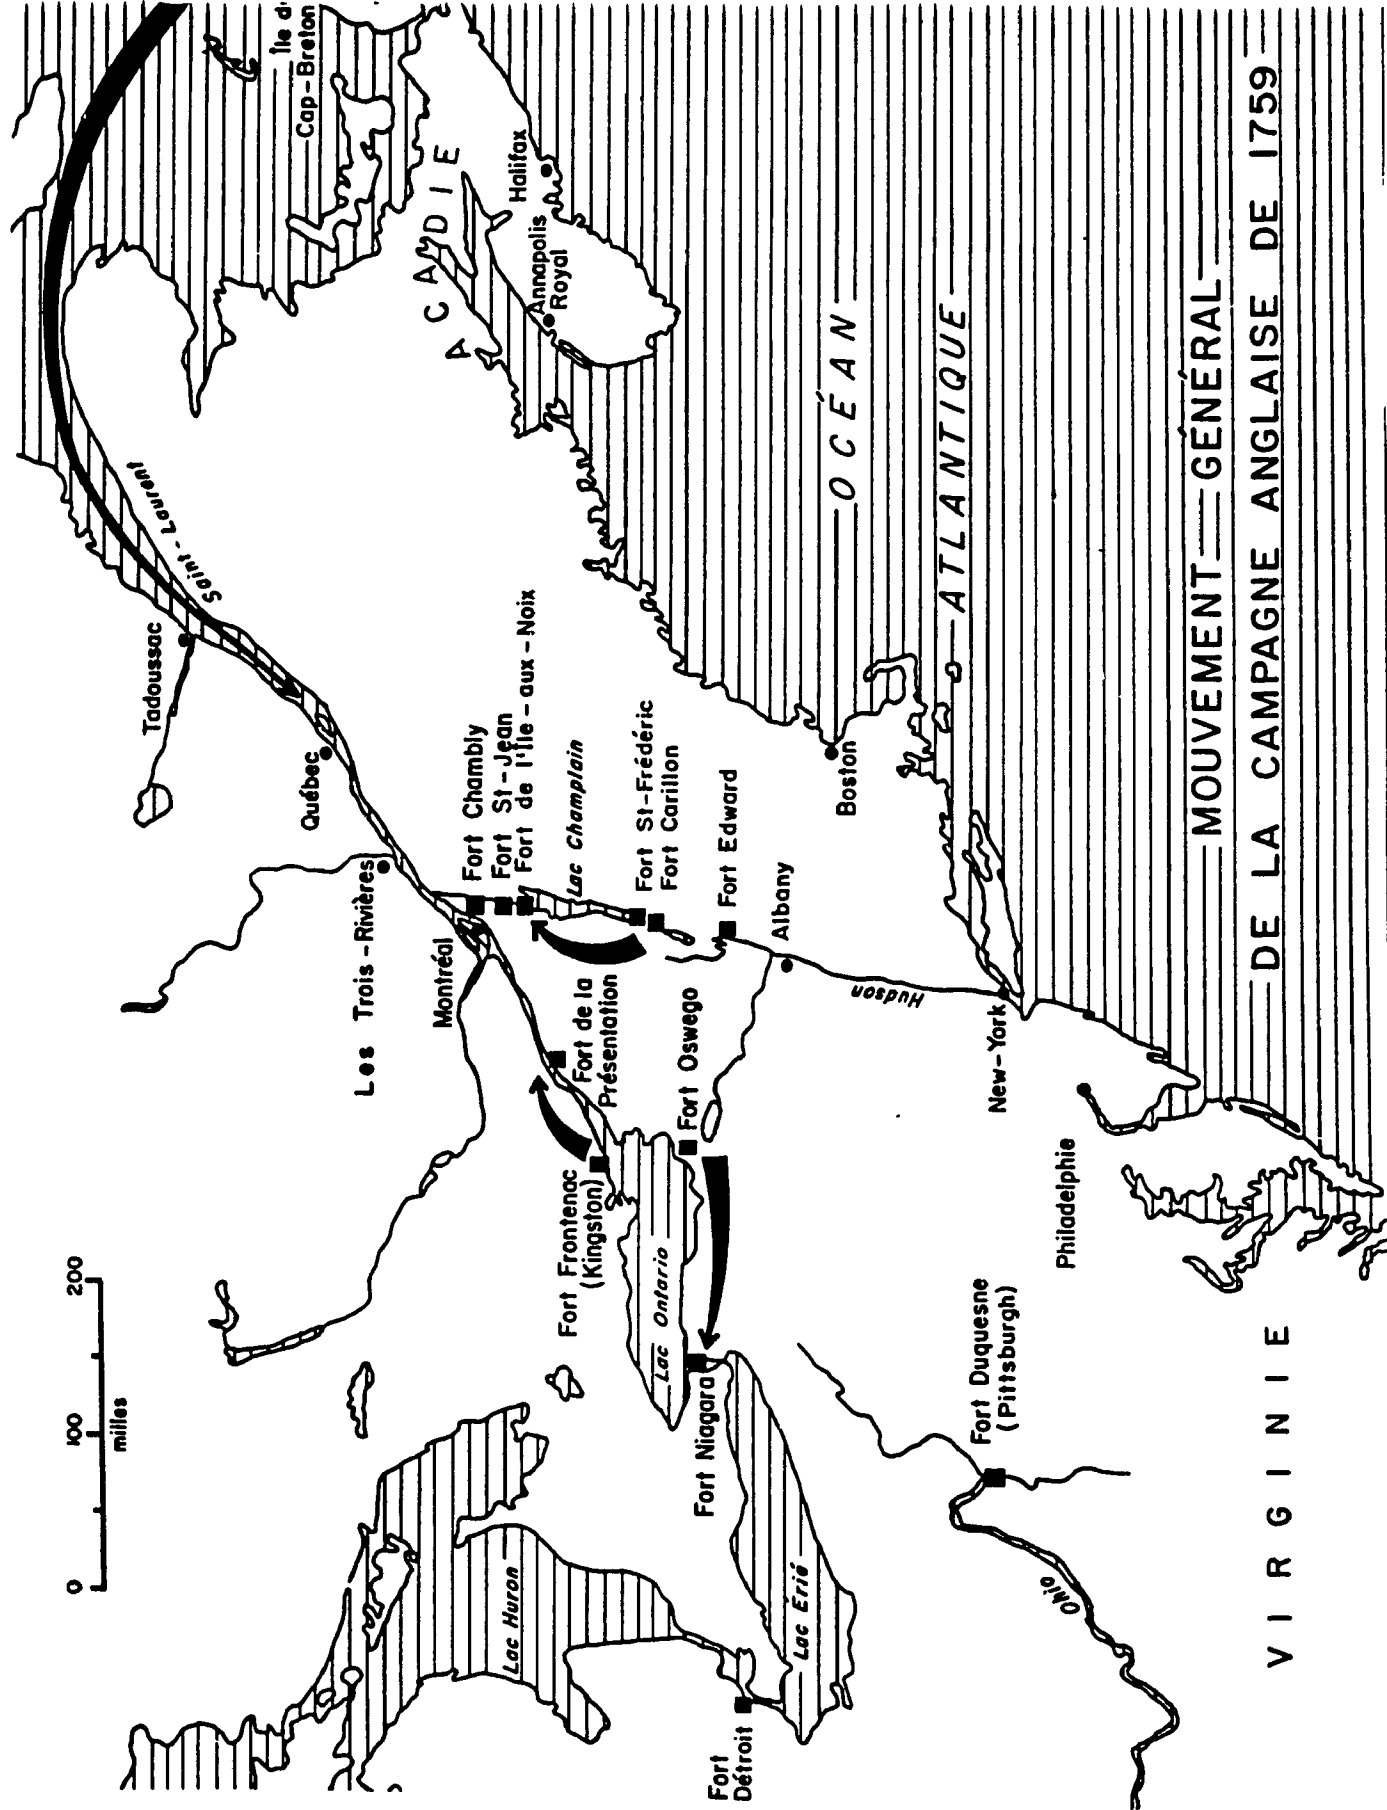 Île d'
Cap-Breton
ACADIE
Halifax
Annapolis
Royal
Saint-Laurent
Tadoussac
Québec
Les Trois-Rivières
Montréal
Fort Chambly
Fort St-Jean
Fort de l'Île-aux-Noix
Lac Champlain
Fort St-Frédéric
Fort Carillon
Fort Edward
Albany
Hudson
Boston
New-York
Philadelphie
Fort de la
Présentation
Fort Oswego
Fort Frontenac
(Kingston)
Lac Ontario
Fort Niagara
Lac Huron
Lac Érié
Fort
Détroit
Fort Duquesne
(Pittsburgh)
Ohio
VIRGINIE
OCÉAN
ATLANTIQUE
0 100 200
milles
MOUVEMENT GÉNÉRAL
DE LA CAMPAGNE ANGLAISE DE 1759